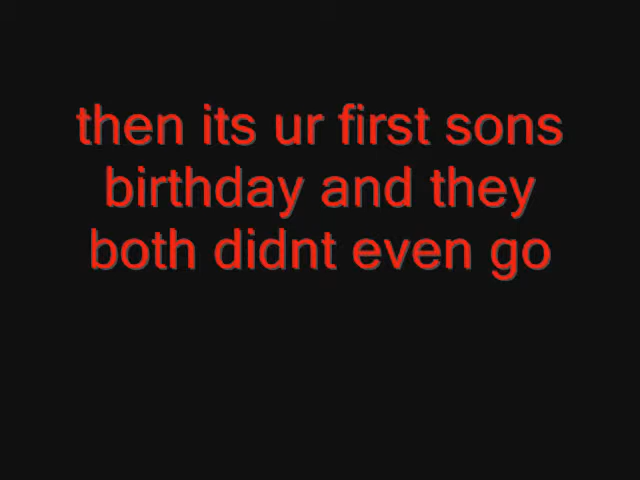 then its ur first sons
birthday and they
both didnt even go